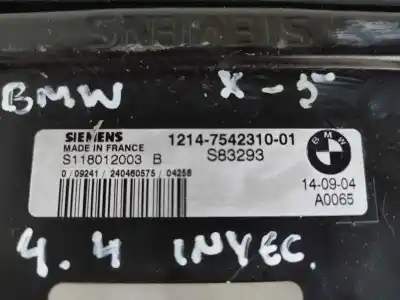 SIEMENS
BMW X-5
SIEMENS 1214-7542310-01
MADE IN FRANCE S83293
S118012003 B
BMW
0 / 09241 / 240460575 / 04258
14-09-04
A0065
4.4 INYEC.